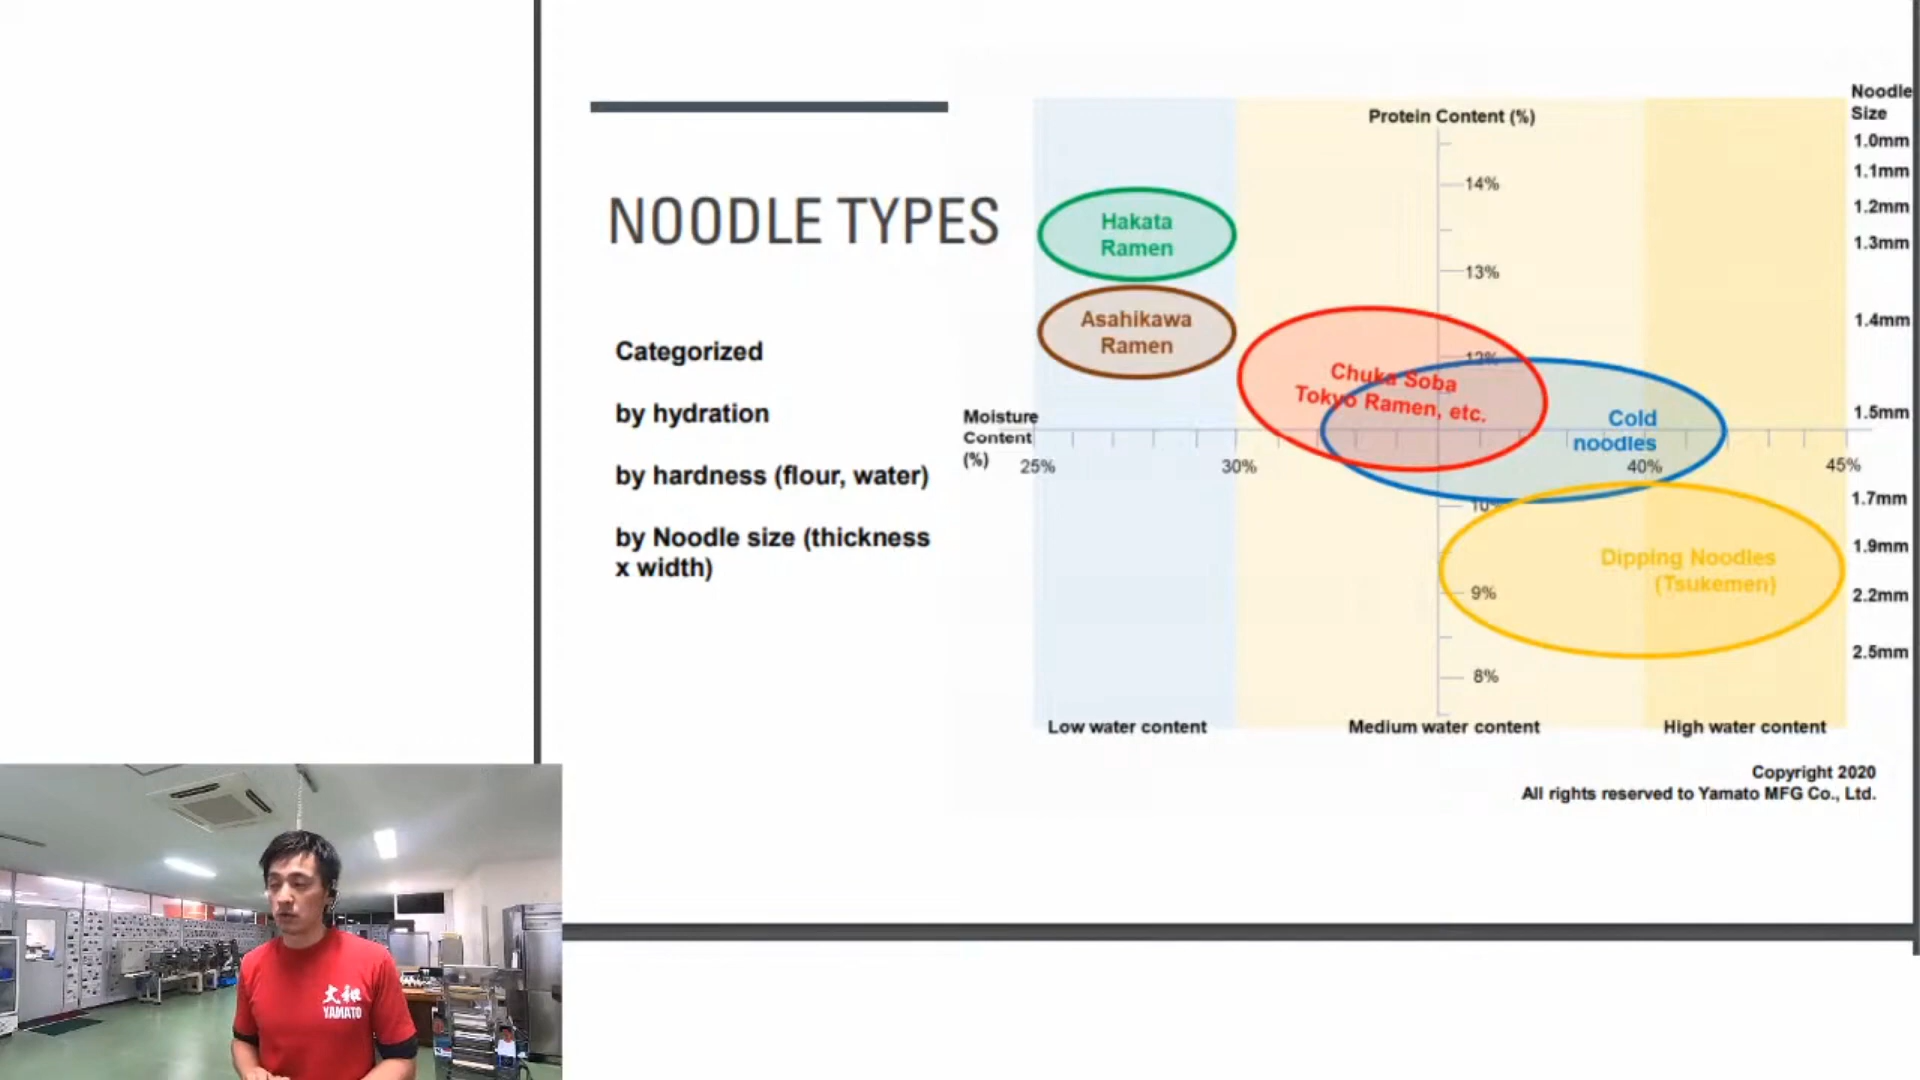 NOODLE TYPES
Categorized
by hydration
by hardness (flour, water)
by Noodle size (thickness
x width)
Protein Content (%)
14%
13%
12%
10%
9%
8%
Hakata
Ramen
Asahikawa
Ramen
Chuka Soba
Tokyo Ramen, etc.
Cold
noodles
Dipping Noodles
(Tsukemen)
Moisture
Content
(%)
25%
30%
40%
45%
Noodle
Size
1.0mm
1.1mm
1.2mm
1.3mm
1.4mm
1.5mm
1.7mm
1.9mm
2.2mm
2.5mm
Low water content
Medium water content
High water content
Copyright 2020
All rights reserved to Yamato MFG Co., Ltd.
大和
YAMATO